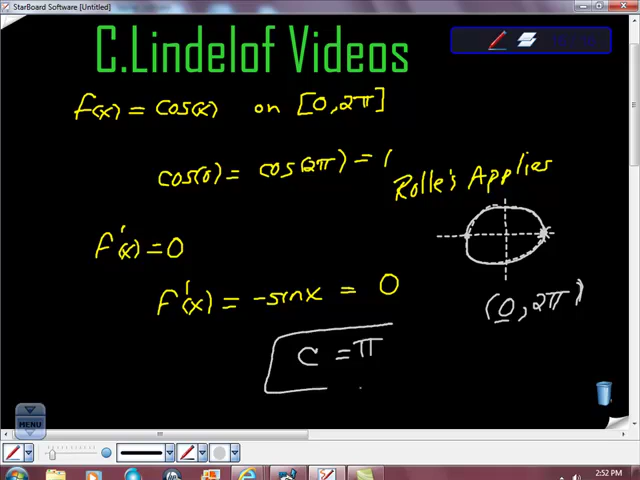 StarBoard Software [Untitled]
C.Lindelof Videos
f(x) = cos(x) on [0, 2π]
cos(0) = cos(2π) = 1
Rolle's Applies
f'(x) = 0
f'(x) = -sinx = 0
(0, 2π)
c = π
MENU
2:52 PM